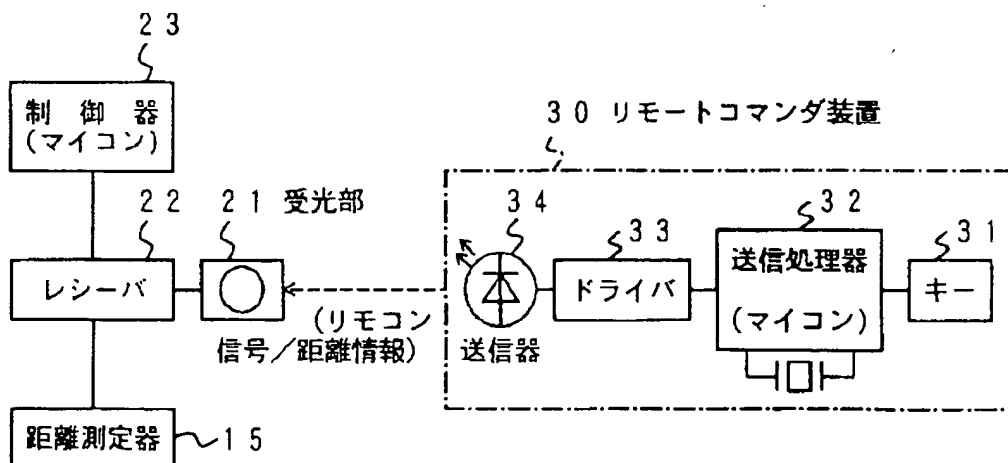 23
制御器
(マイコン)
22
21 受光部
レシーバ
(リモコン
信号/距離情報)
距離測定器
15
30 リモートコマンダ装置
34
33
32
31
送信器
ドライバ
送信処理器
(マイコン)
キー